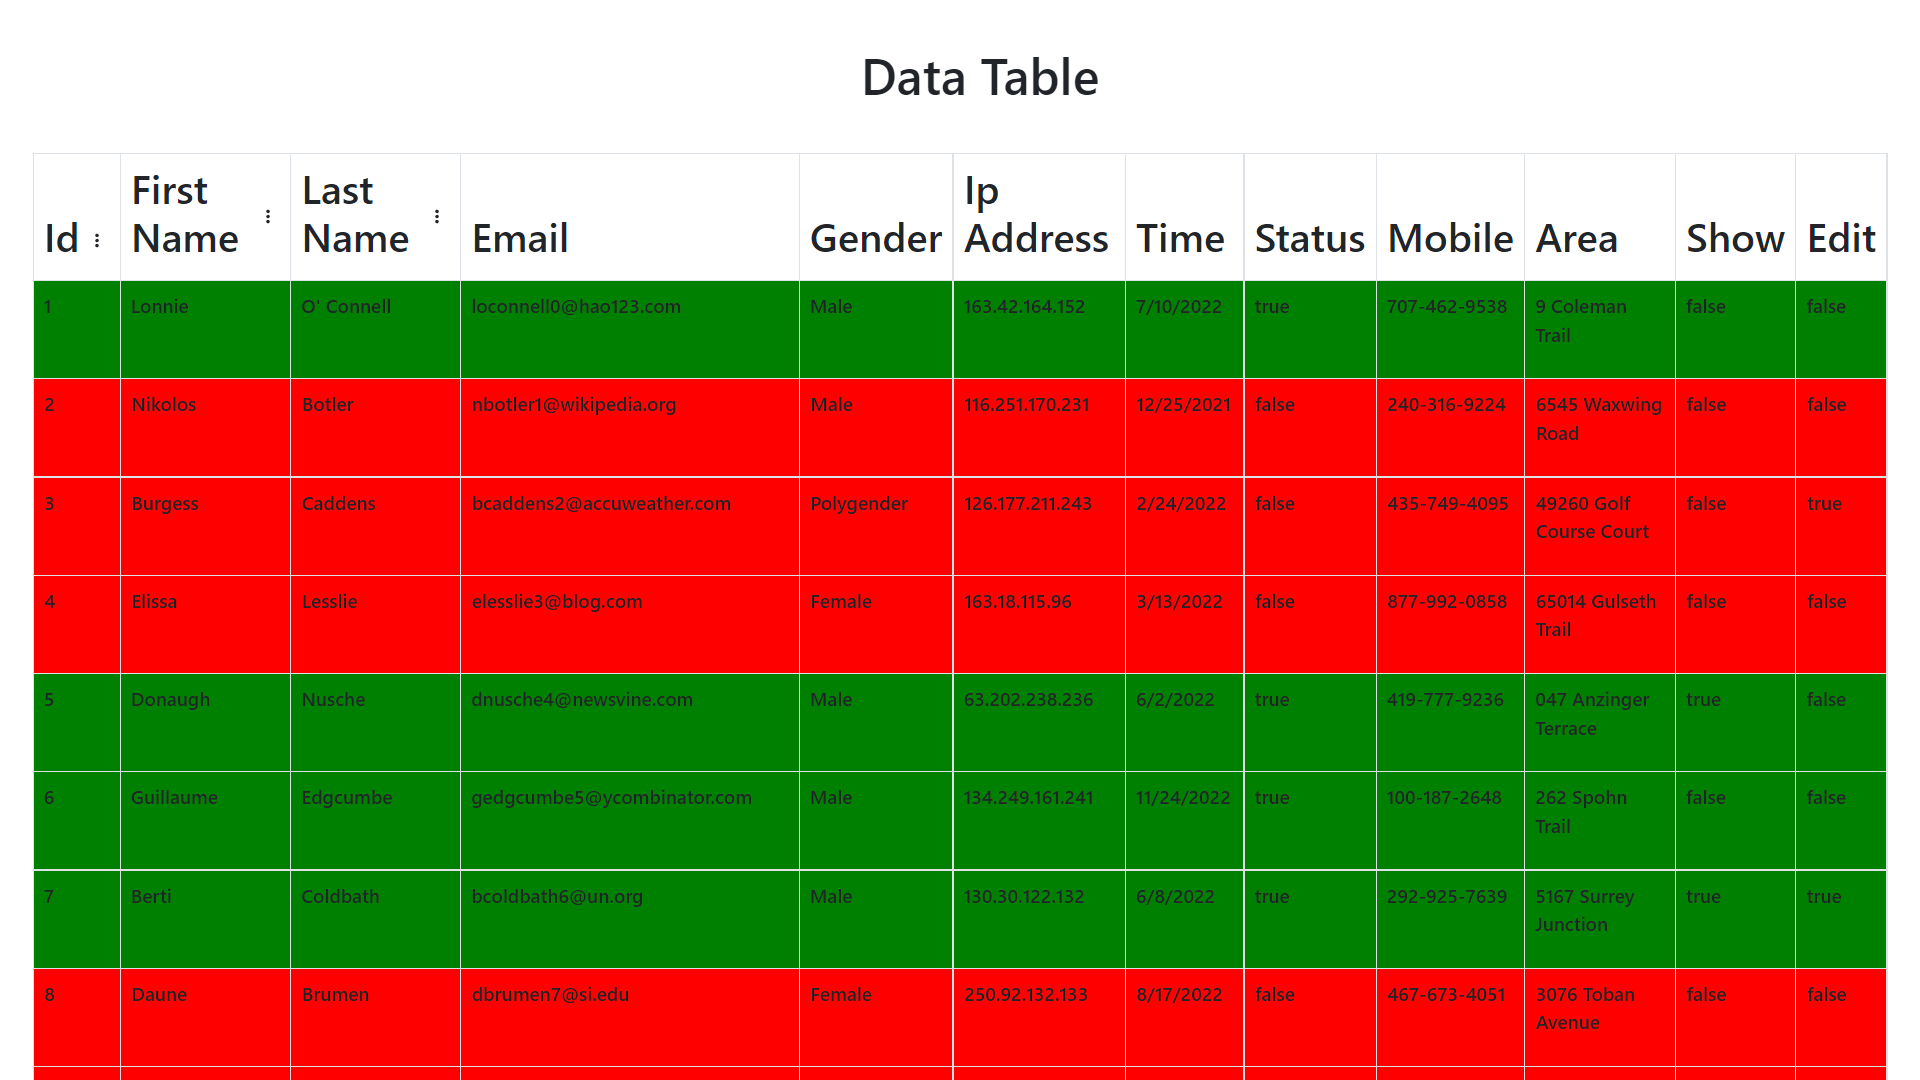 Data Table
Id First Name Last Name Email Gender Ip Address Time Status Mobile Area Show Edit
1 Lonnie O' Connell loconnell0@hao123.com Male 163.42.164.152 7/10/2022 true 707-462-9538 9 Coleman Trail false false
2 Nikolos Botler nbotler1@wikipedia.org Male 116.251.170.231 12/25/2021 false 240-316-9224 6545 Waxwing Road false false
3 Burgess Caddens bcaddens2@accuweather.com Polygender 126.177.211.243 2/24/2022 false 435-749-4095 49260 Golf Course Court false true
4 Elissa Lesslie elesslie3@blog.com Female 163.18.115.96 3/13/2022 false 877-992-0858 65014 Gulseth Trail false false
5 Donaugh Nusche dnusche4@newsvine.com Male 63.202.238.236 6/2/2022 true 419-777-9236 047 Anzinger Terrace true false
6 Guillaume Edgcumbe gedgcumbe5@ycombinator.com Male 134.249.161.241 11/24/2022 true 100-187-2648 262 Spohn Trail false false
7 Berti Coldbath bcoldbath6@un.org Male 130.30.122.132 6/8/2022 true 292-925-7639 5167 Surrey Junction true true
8 Daune Brumen dbrumen7@si.edu Female 250.92.132.133 8/17/2022 false 467-673-4051 3076 Toban Avenue false false